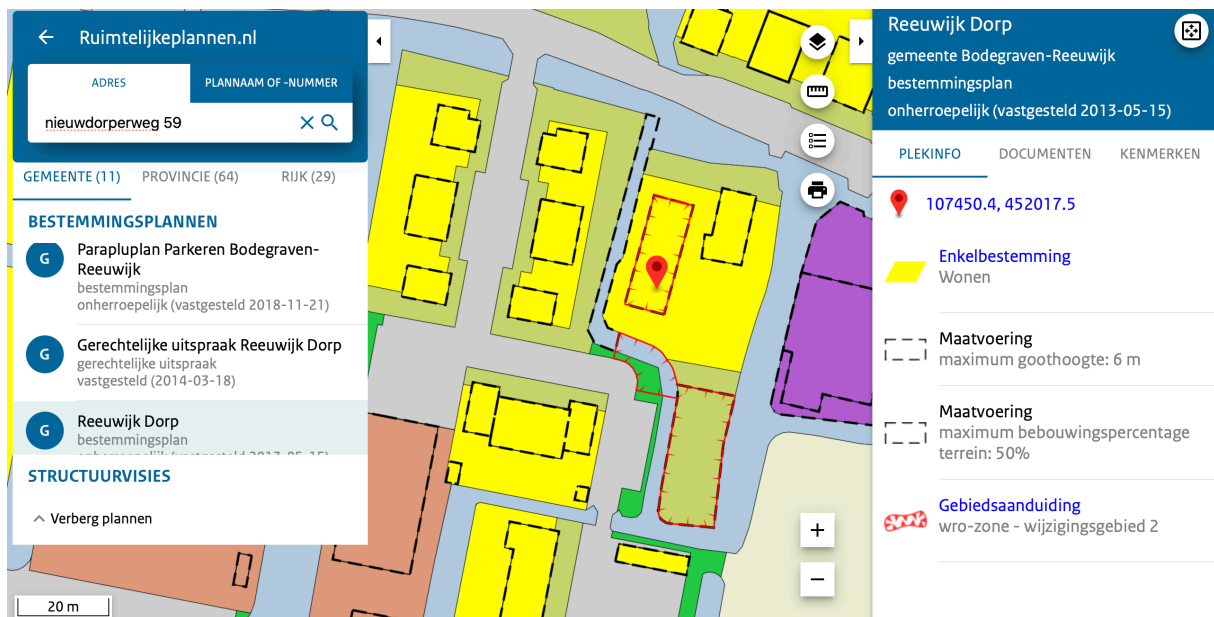 Ruimtelijkeplannen.nl
ADRES
PLANNAAM OF -NUMMER
nieuwdorperweg 59
GEMEENTE (11)
PROVINCIE (64)
RIJK (29)
BESTEMMINGSPLANNEN
G
Parapluplan Parkeren Bodegraven-
Reeuwijk
bestemmingsplan
onherroepelijk (vastgesteld 2018-11-21)
G
Gerechtelijke uitspraak Reeuwijk Dorp
gerechtelijke uitspraak
vastgesteld (2014-03-18)
G
Reeuwijk Dorp
bestemmingsplan
STRUCTUURVISIES
Verberg plannen
20 m
+
−
Reeuwijk Dorp
gemeente Bodegraven-Reeuwijk
bestemmingsplan
onherroepelijk (vastgesteld 2013-05-15)
PLEKINFO
DOCUMENTEN
KENMERKEN
107450.4, 452017.5
Enkelbestemming
Wonen
Maatvoering
maximum goothoogte: 6 m
Maatvoering
maximum bebouwingspercentage
terrein: 50%
Gebiedsaanduiding
wro-zone - wijzigingsgebied 2